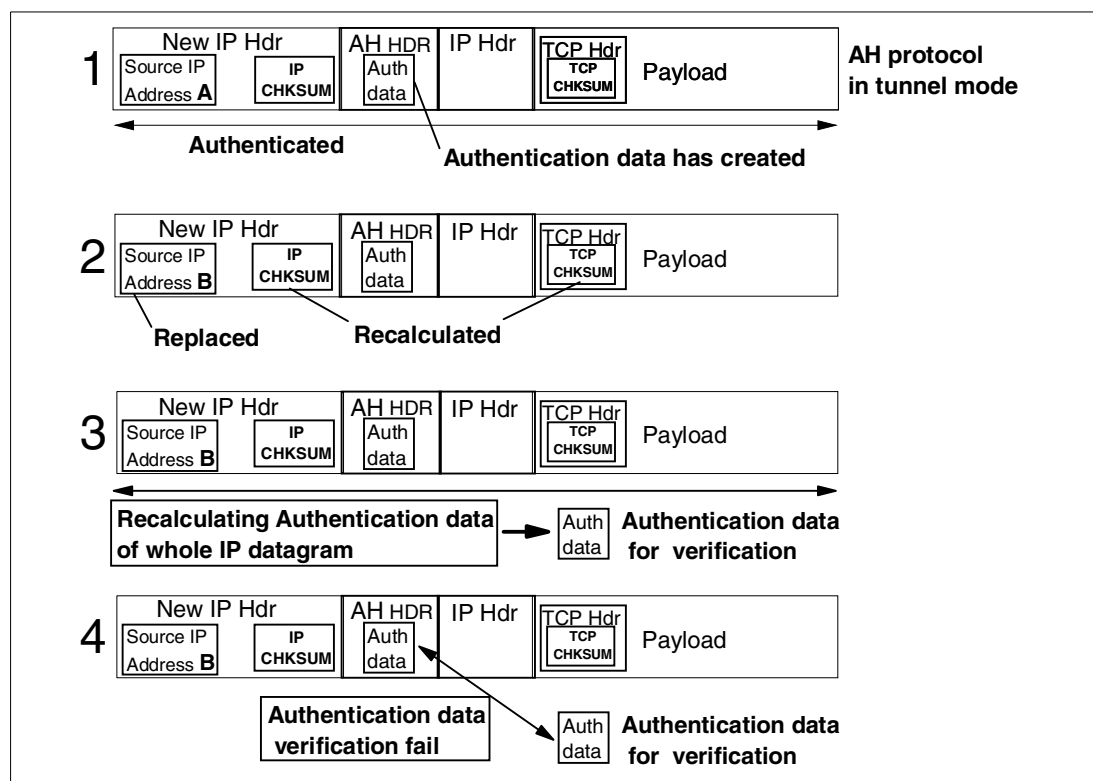 New IP Hdr AH HDR IP Hdr TCP Hdr
1 Source IP Address A IP CHKSUM Auth data TCP CHKSUM Payload
AH protocol
in tunnel mode
Authenticated
Authentication data has created
New IP Hdr AH HDR IP Hdr TCP Hdr
2 Source IP Address B IP CHKSUM Auth data TCP CHKSUM Payload
Replaced
Recalculated
New IP Hdr AH HDR IP Hdr TCP Hdr
3 Source IP Address B IP CHKSUM Auth data TCP CHKSUM Payload
Recalculating Authentication data
of whole IP datagram
Auth
data
Authentication data
for verification
New IP Hdr AH HDR IP Hdr TCP Hdr
4 Source IP Address B IP CHKSUM Auth data TCP CHKSUM Payload
Authentication data
verification fail
Auth
data
Authentication data
for verification